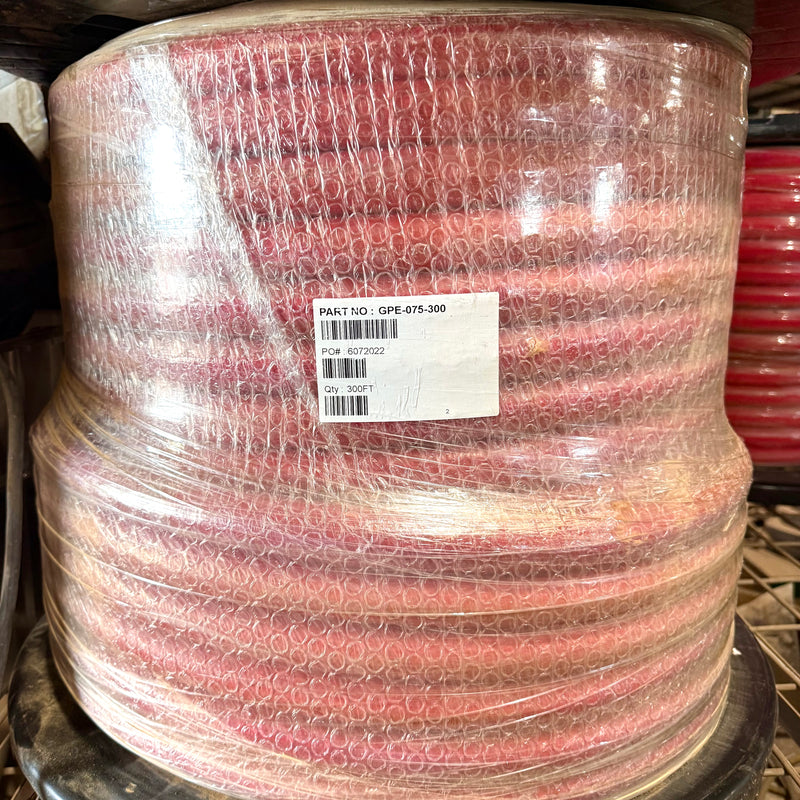 PART NO : GPE-075-300
PO# : 6072022
Qty : 300FT
2